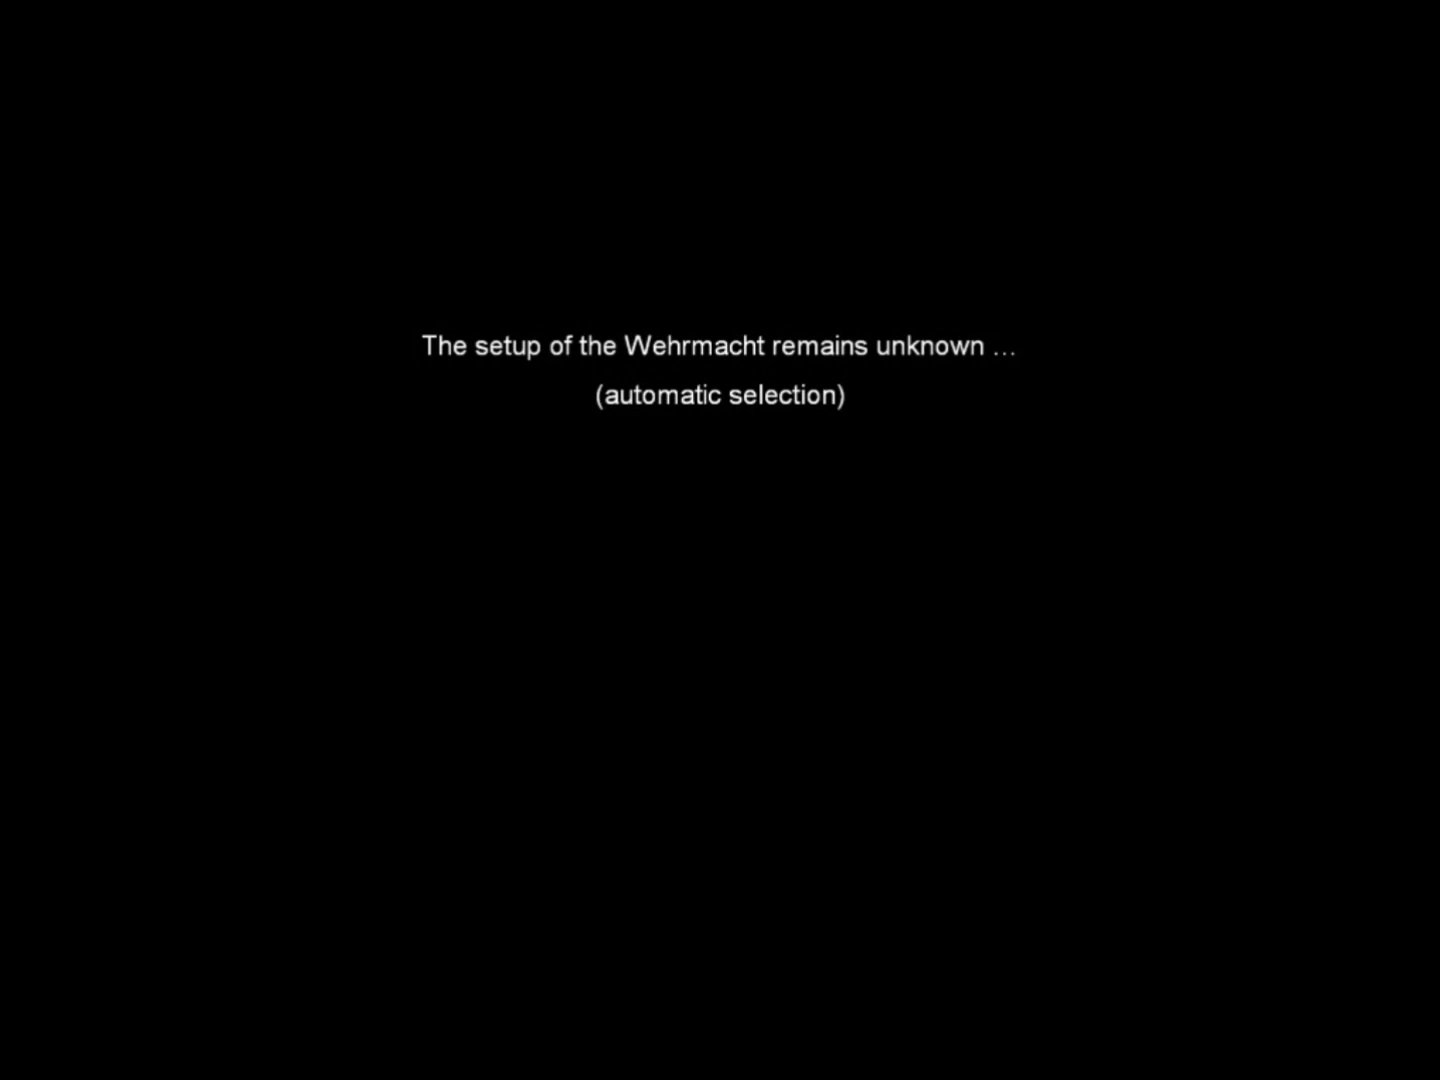 The setup of the Wehrmacht remains unknown ...
(automatic selection)